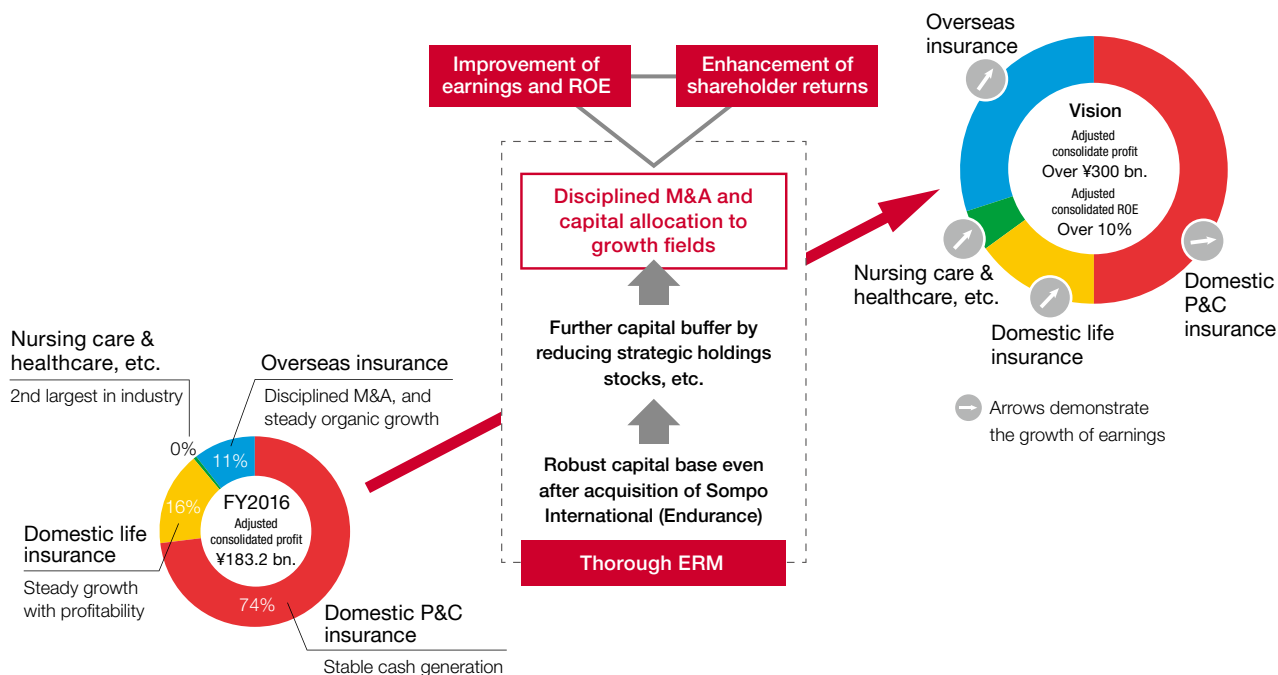 Improvement of
earnings and ROE
Enhancement of
shareholder returns
Disciplined M&A and
capital allocation to
growth fields
Further capital buffer by
reducing strategic holdings
stocks, etc.
Robust capital base even
after acquisition of Sompo
International (Endurance)
Thorough ERM
Nursing care &
healthcare, etc.
2nd largest in industry
Overseas insurance
Disciplined M&A, and
steady organic growth
0%
11%
16%
74%
FY2016
Adjusted
consolidated profit
¥183.2 bn.
Domestic life
insurance
Steady growth
with profitability
Domestic P&C
insurance
Stable cash generation
Overseas
insurance
Vision
Adjusted
consolidate profit
Over ¥300 bn.
Adjusted
consolidated ROE
Over 10%
Nursing care &
healthcare, etc.
Domestic life
insurance
Domestic
P&C
insurance
Arrows demonstrate
the growth of earnings